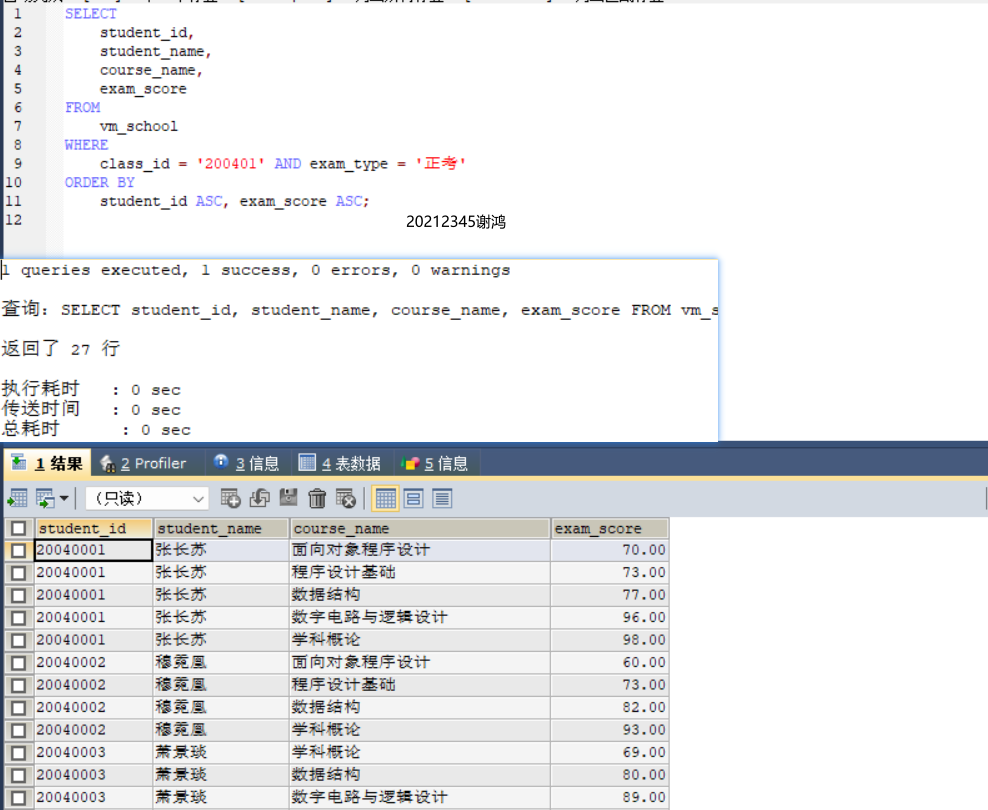 1 SELECT
2 student_id,
3 student_name,
4 course_name,
5 exam_score
6 FROM
7 vm_school
8 WHERE
9 class_id = '200401' AND exam_type = '正考'
10 ORDER BY
11 student_id ASC, exam_score ASC;
12
20212345谢鸿
1 queries executed, 1 success, 0 errors, 0 warnings
查询: SELECT student_id, student_name, course_name, exam_score FROM vm_s
返回了 27 行
执行耗时 : 0 sec
传送时间 : 0 sec
总耗时 : 0 sec
1 结果 2 Profiler 3 信息 4 表数据 5 信息
(只读)
student_id student_name course_name exam_score
20040001 张长苏 面向对象程序设计 70.00
20040001 张长苏 程序设计基础 73.00
20040001 张长苏 数据结构 77.00
20040001 张长苏 数字电路与逻辑设计 96.00
20040001 张长苏 学科概论 98.00
20040002 穆霓凰 面向对象程序设计 60.00
20040002 穆霓凰 程序设计基础 73.00
20040002 穆霓凰 数据结构 82.00
20040002 穆霓凰 学科概论 93.00
20040003 萧景琰 学科概论 69.00
20040003 萧景琰 数据结构 80.00
20040003 萧景琰 数字电路与逻辑设计 89.00